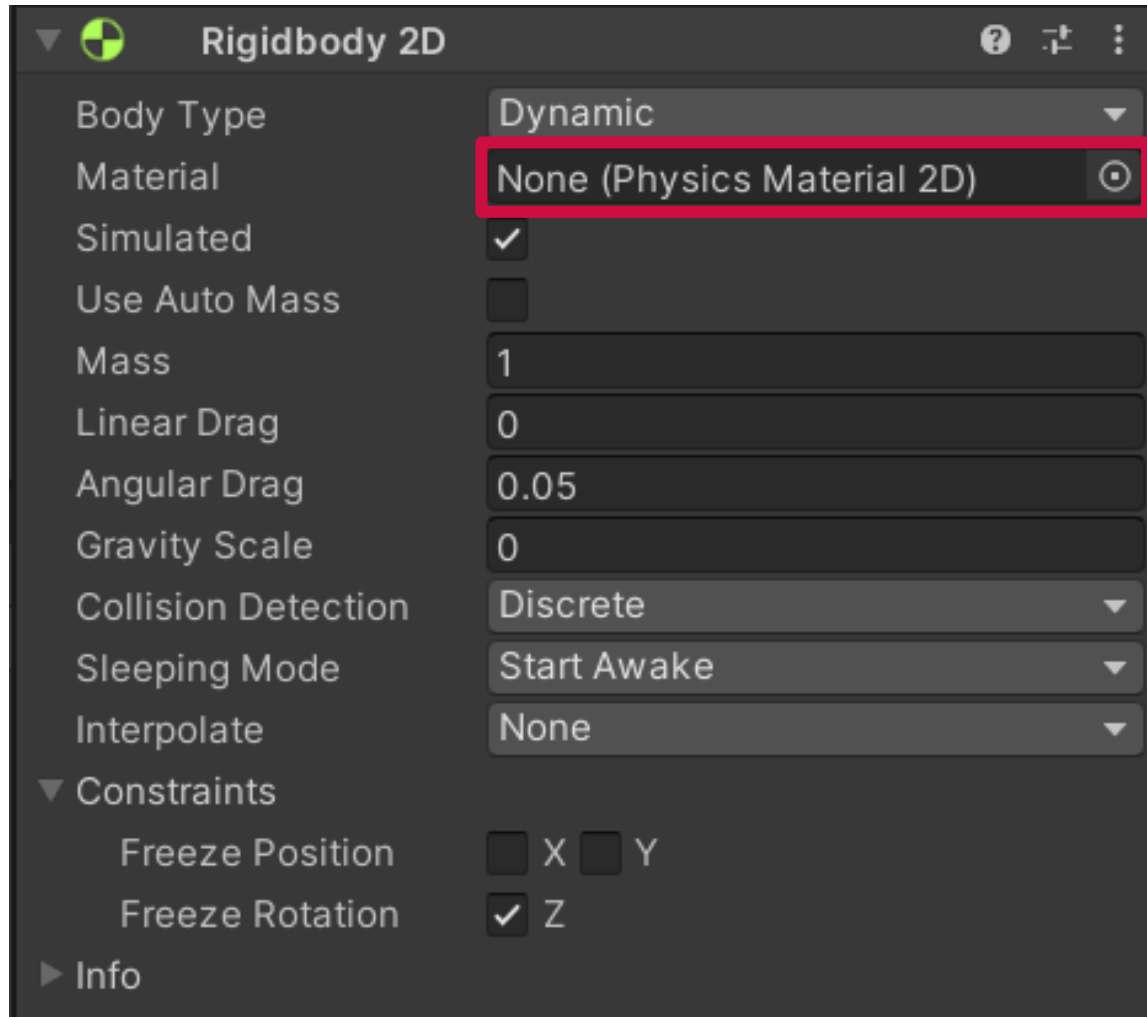 Rigidbody 2D
Body Type Dynamic
Material None (Physics Material 2D)
Simulated
Use Auto Mass
Mass 1
Linear Drag 0
Angular Drag 0.05
Gravity Scale 0
Collision Detection Discrete
Sleeping Mode Start Awake
Interpolate None
Constraints
Freeze Position X Y
Freeze Rotation Z
Info